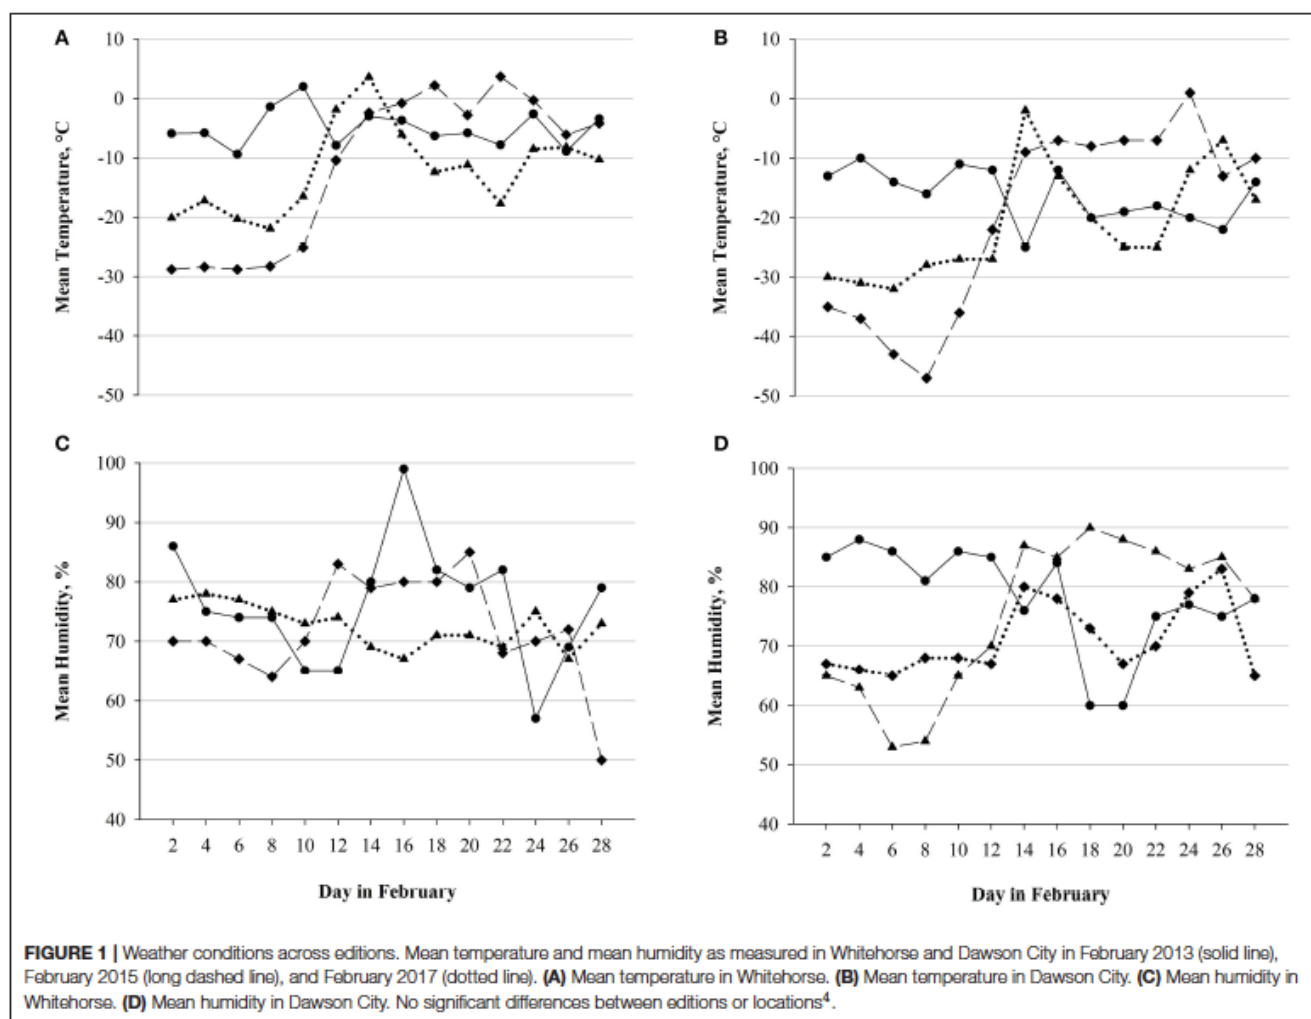 A
10
0
-10
-20
-30
-40
-50
Mean Temperature, °C
B
10
0
-10
-20
-30
-40
-50
Mean Temperature, °C
C
100
90
80
70
60
50
40
Mean Humidity, %
2 4 6 8 10 12 14 16 18 20 22 24 26 28
Day in February
D
100
90
80
70
60
50
40
Mean Humidity, %
2 4 6 8 10 12 14 16 18 20 22 24 26 28
Day in February
FIGURE 1 | Weather conditions across editions. Mean temperature and mean humidity as measured in Whitehorse and Dawson City in February 2013 (solid line),
February 2015 (long dashed line), and February 2017 (dotted line). (A) Mean temperature in Whitehorse. (B) Mean temperature in Dawson City. (C) Mean humidity in
Whitehorse. (D) Mean humidity in Dawson City. No significant differences between editions or locations⁴.